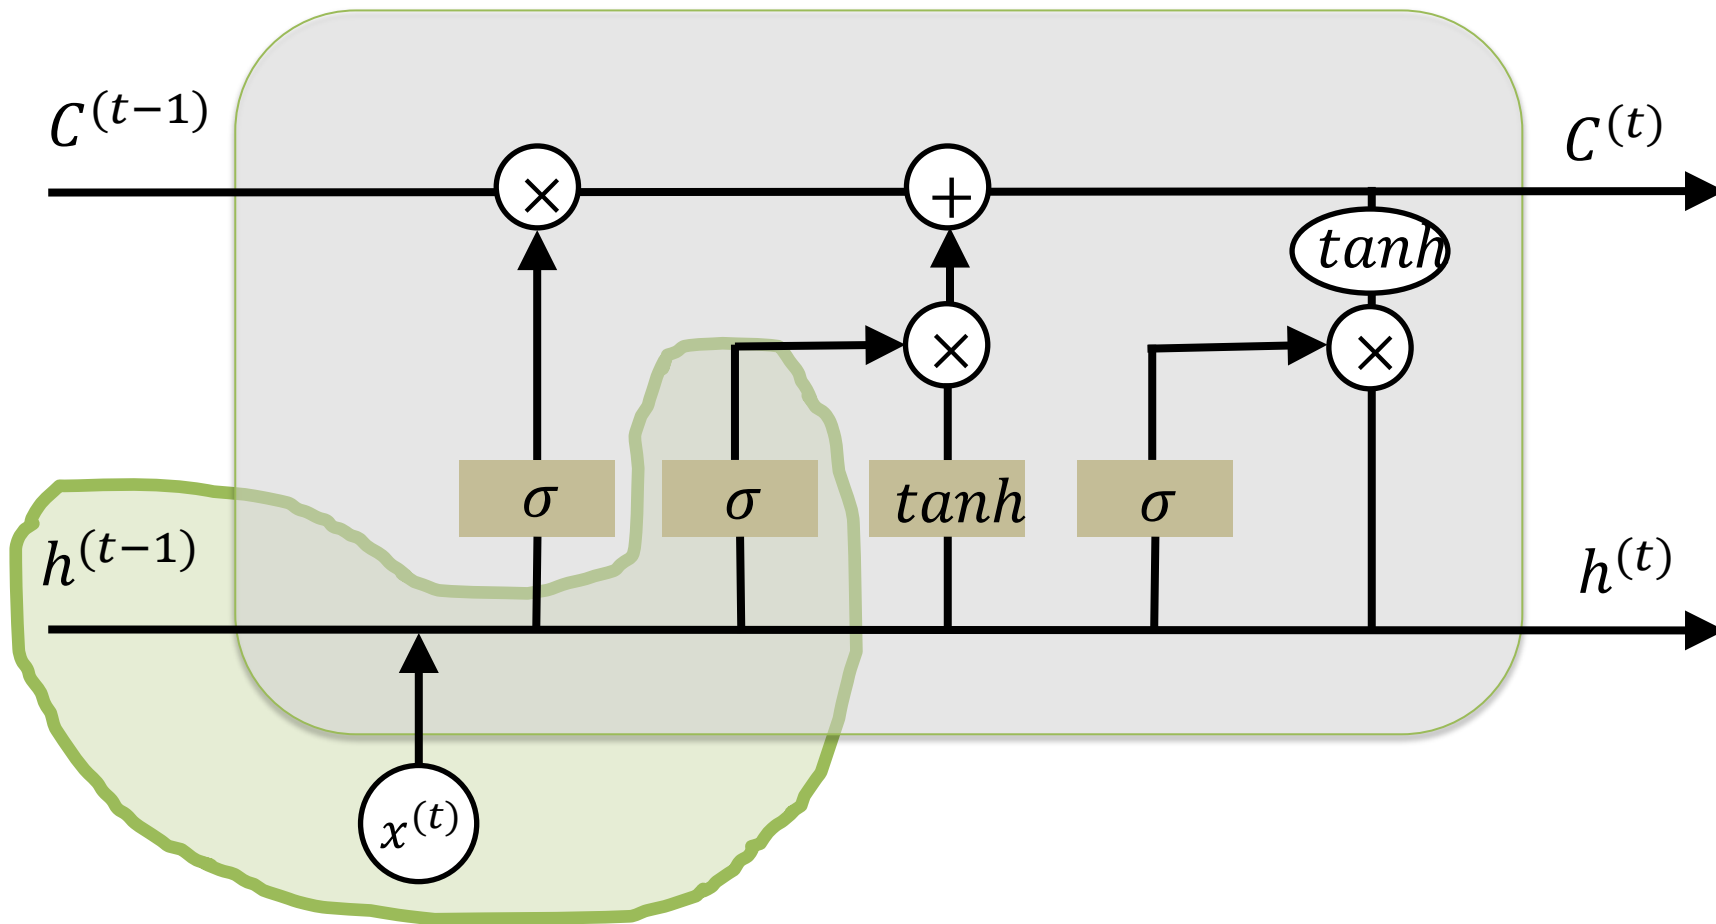 C^(t−1)
C^(t)
×
+
tanh
×
×
σ
σ
tanh
σ
h^(t−1)
h^(t)
x^(t)